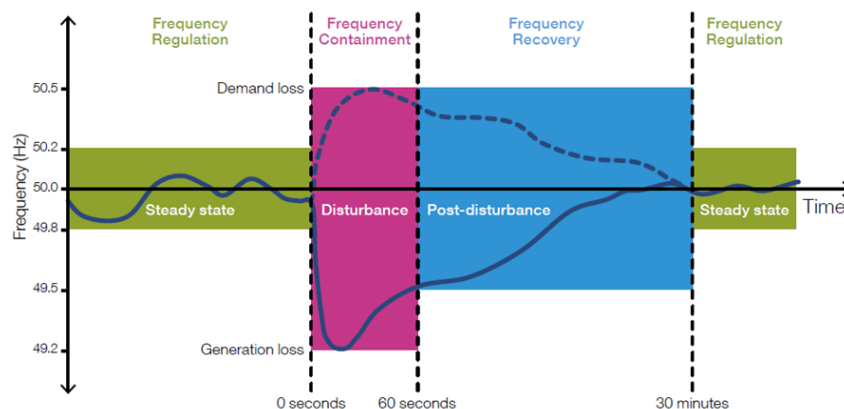 Frequency
Regulation
Frequency
Containment
Frequency
Recovery
Frequency
Regulation
Frequency (Hz)
50.5
50.2
50.0
49.8
49.5
49.2
Demand loss
Generation loss
Steady state
Disturbance
Post-disturbance
Steady state
Time
0 seconds
60 seconds
30 minutes